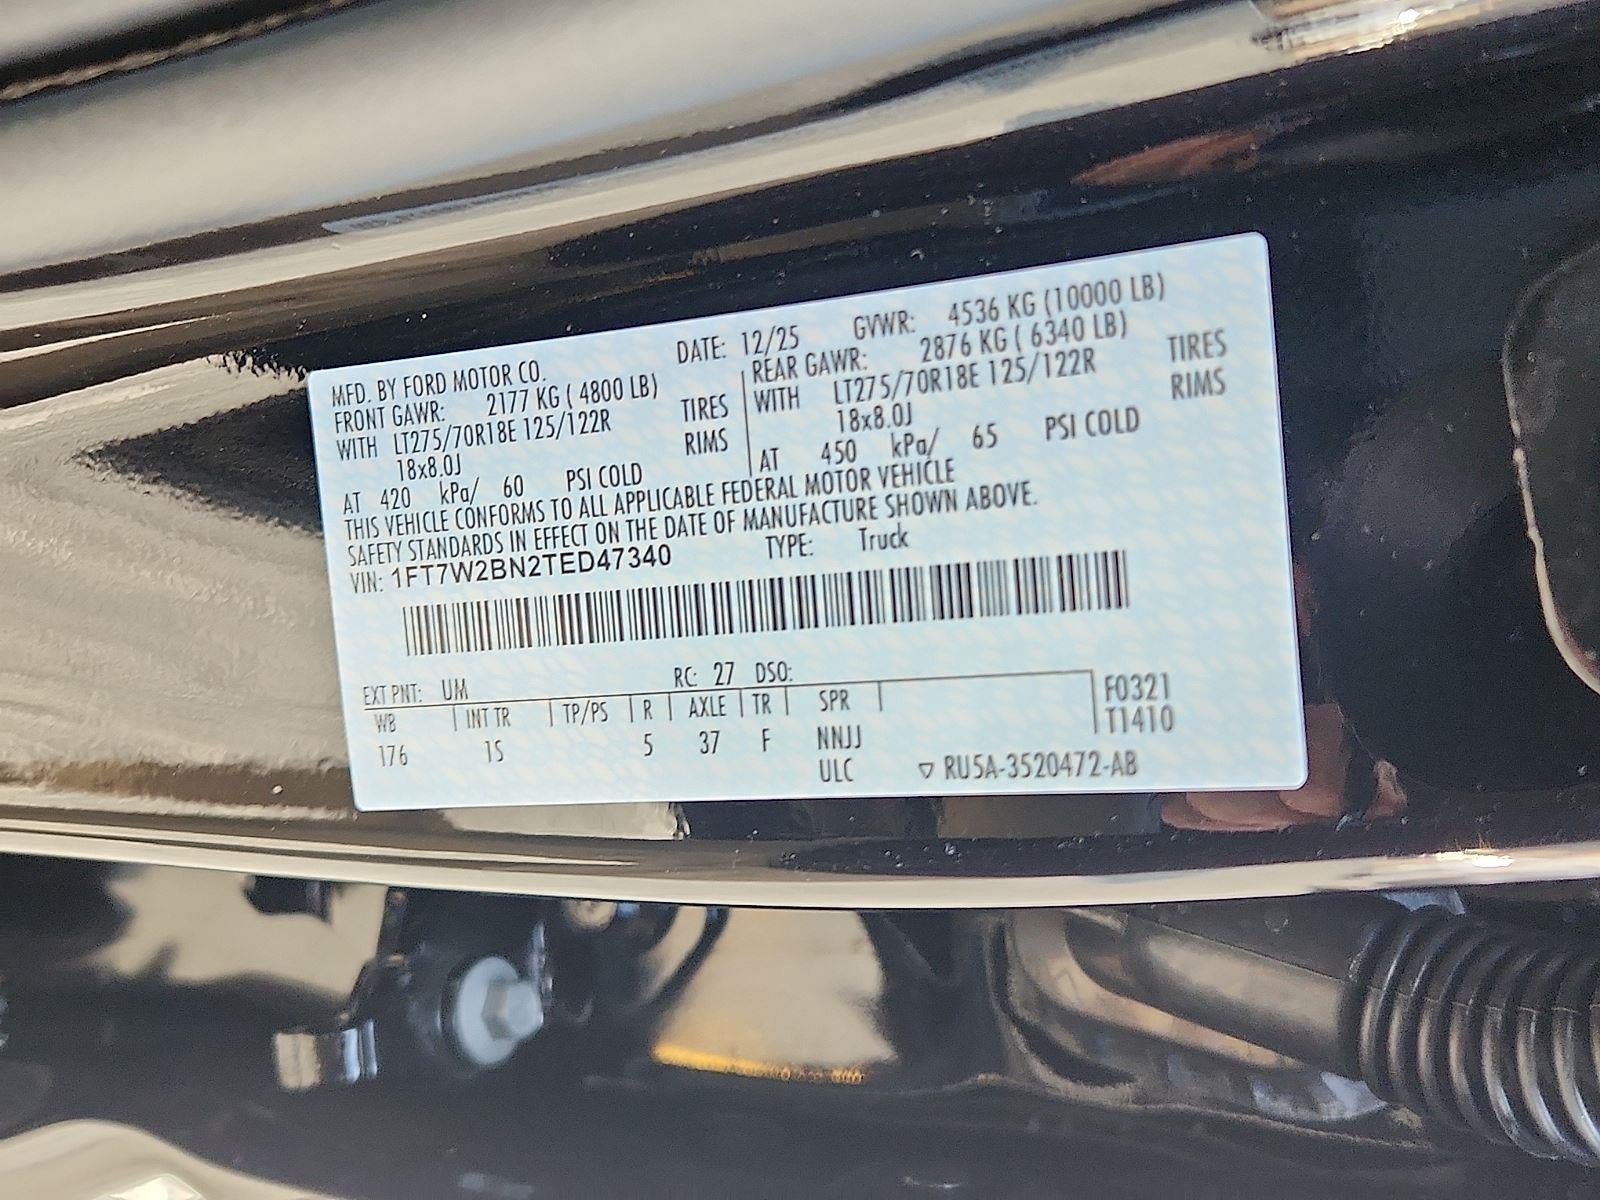 MFD. BY FORD MOTOR CO. DATE: 12/25 GVWR: 4536 KG (10000 LB)
FRONT GAWR: 2177 KG ( 4800 LB) REAR GAWR: 2876 KG ( 6340 LB)
WITH LT275/70R18E 125/122R TIRES WITH LT275/70R18E 125/122R TIRES
18x8.0J RIMS 18x8.0J RIMS
AT 420 kPa/ 60 PSI COLD AT 450 kPa/ 65 PSI COLD
THIS VEHICLE CONFORMS TO ALL APPLICABLE FEDERAL MOTOR VEHICLE
SAFETY STANDARDS IN EFFECT ON THE DATE OF MANUFACTURE SHOWN ABOVE.
VIN: 1FT7W2BN2TED47340 TYPE: Truck
EXT PNT: UM RC: 27 DSO:
WB INT TR TP/PS R AXLE TR SPR F0321
176 1S 5 37 F NNJJ T1410
ULC ▽ RU5A-3520472-AB